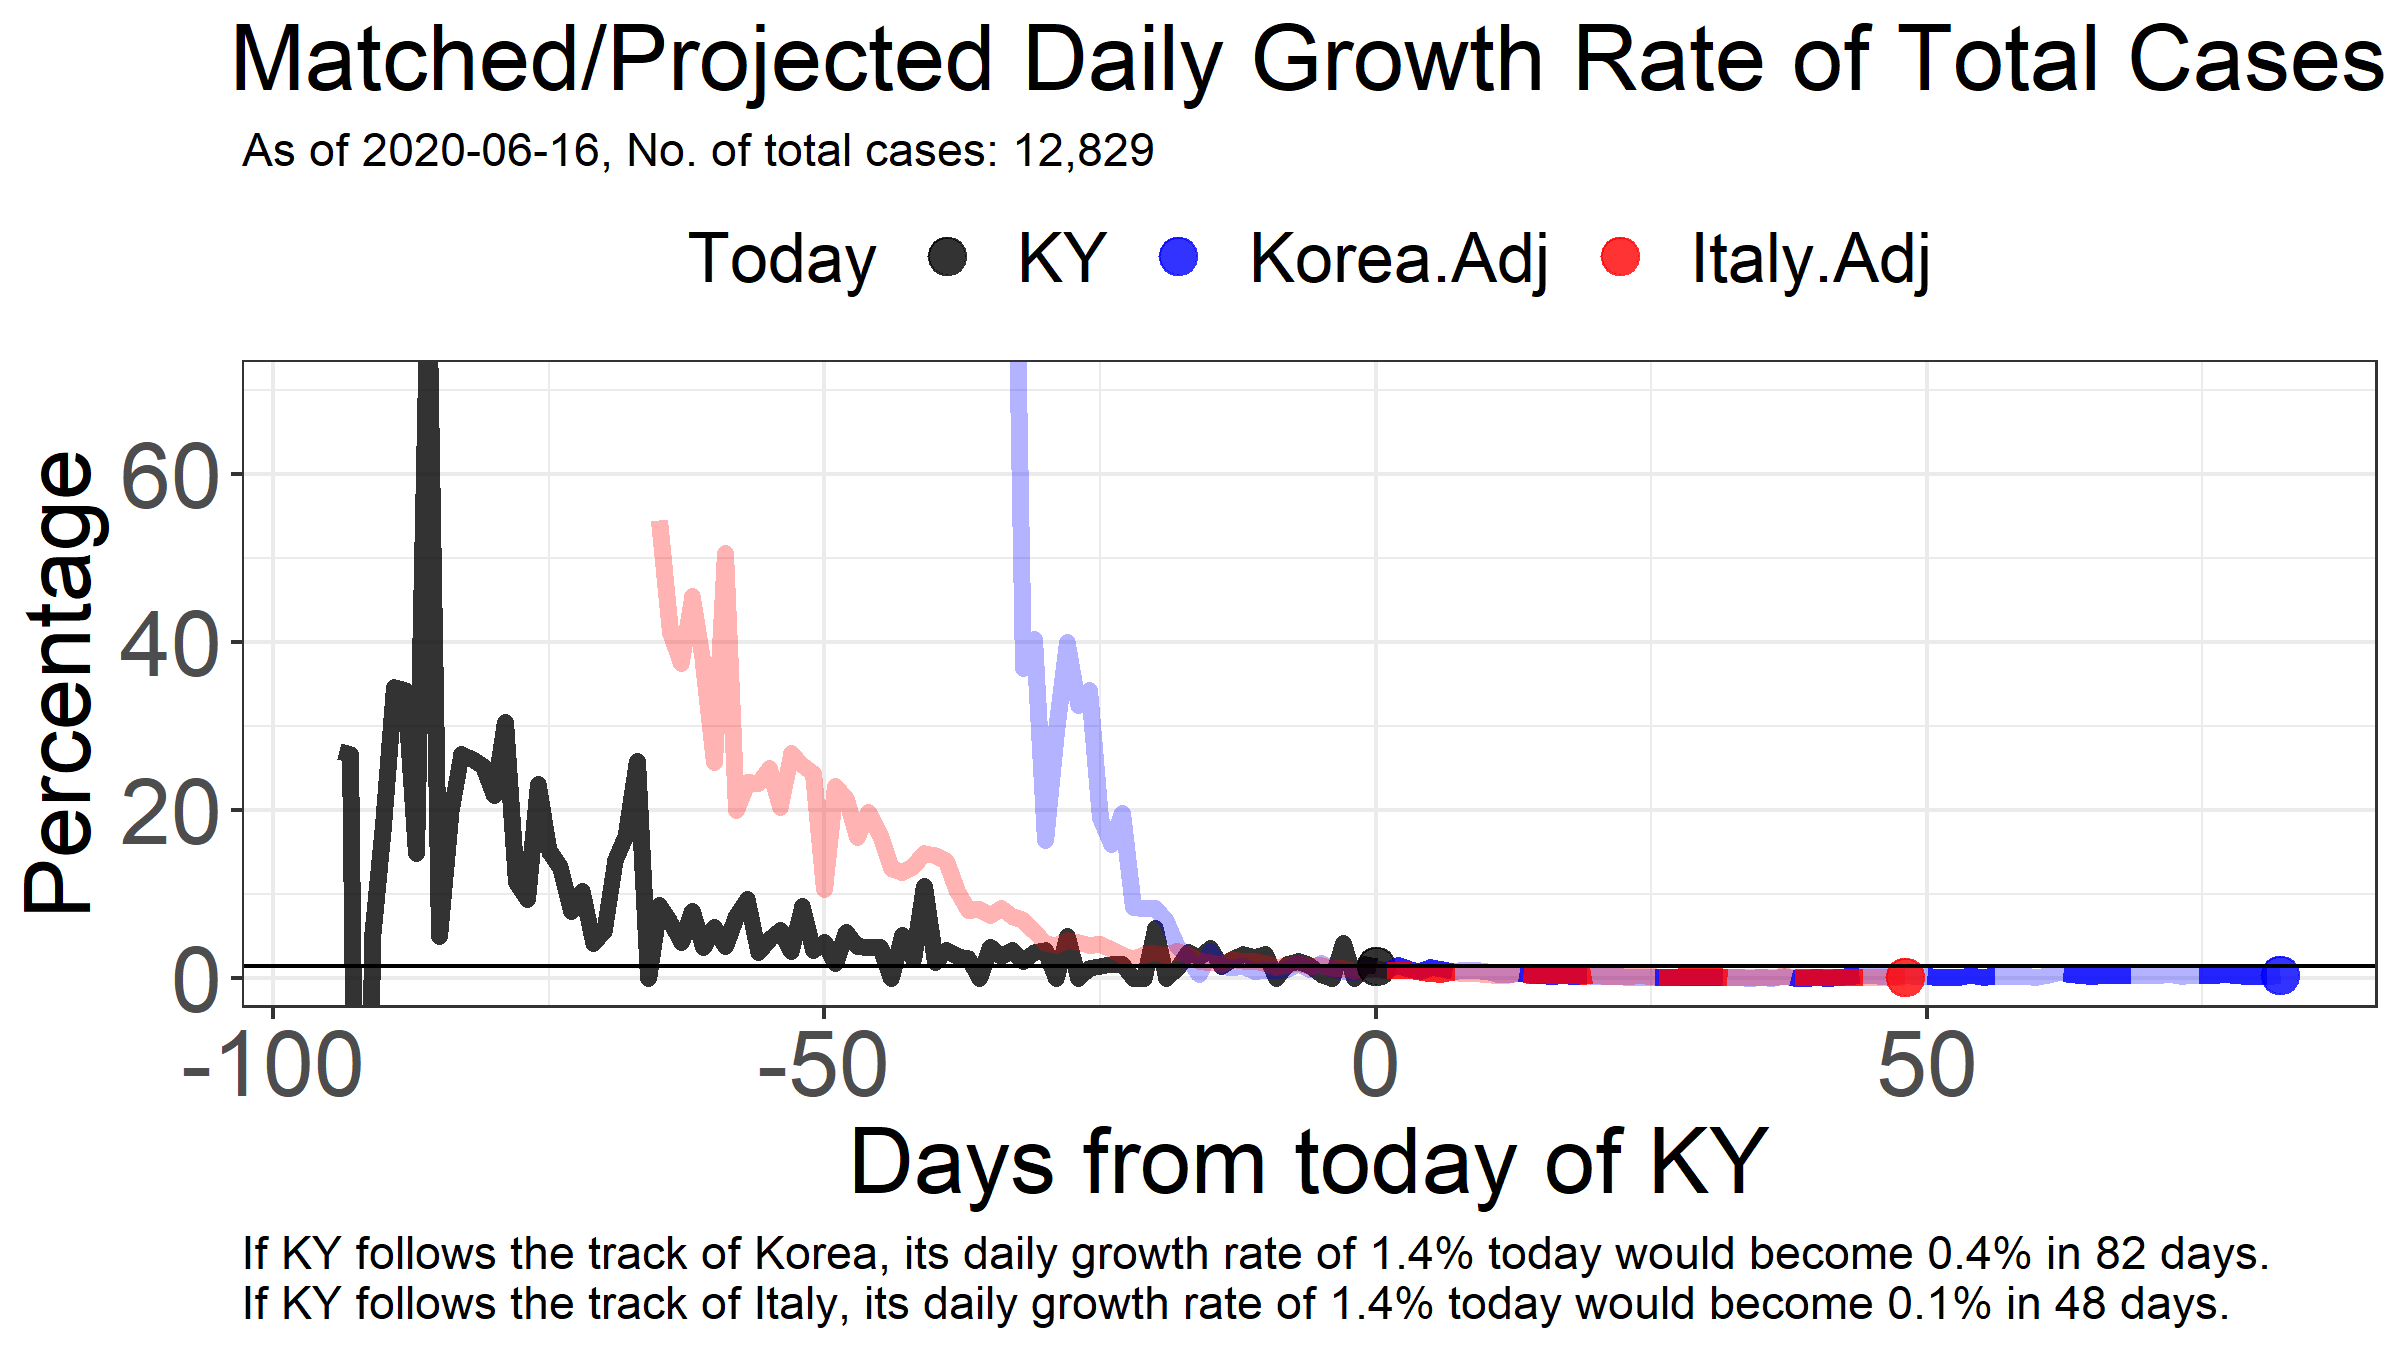 Matched/Projected Daily Growth Rate of Total Cases
As of 2020-06-16, No. of total cases: 12,829
Today KY Korea.Adj Italy.Adj
Percentage
60
40
20
0
-100 -50 0 50
Days from today of KY
If KY follows the track of Korea, its daily growth rate of 1.4% today would become 0.4% in 82 days.
If KY follows the track of Italy, its daily growth rate of 1.4% today would become 0.1% in 48 days.